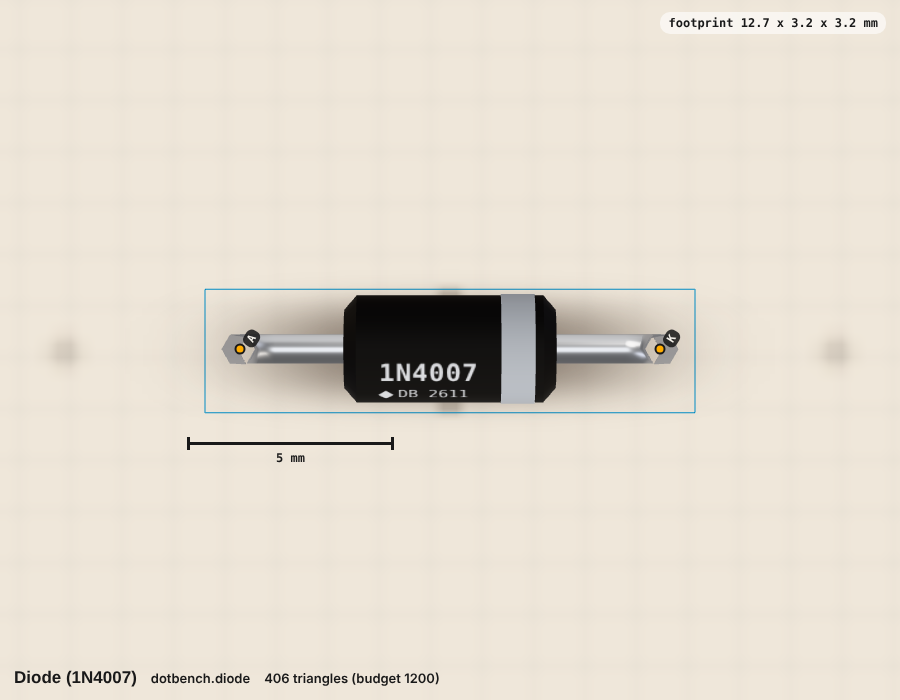 footprint 12.7 x 3.2 x 3.2 mm
A
K
1N4007
DB 2611
5 mm
Diode (1N4007) dotbench.diode 406 triangles (budget 1200)